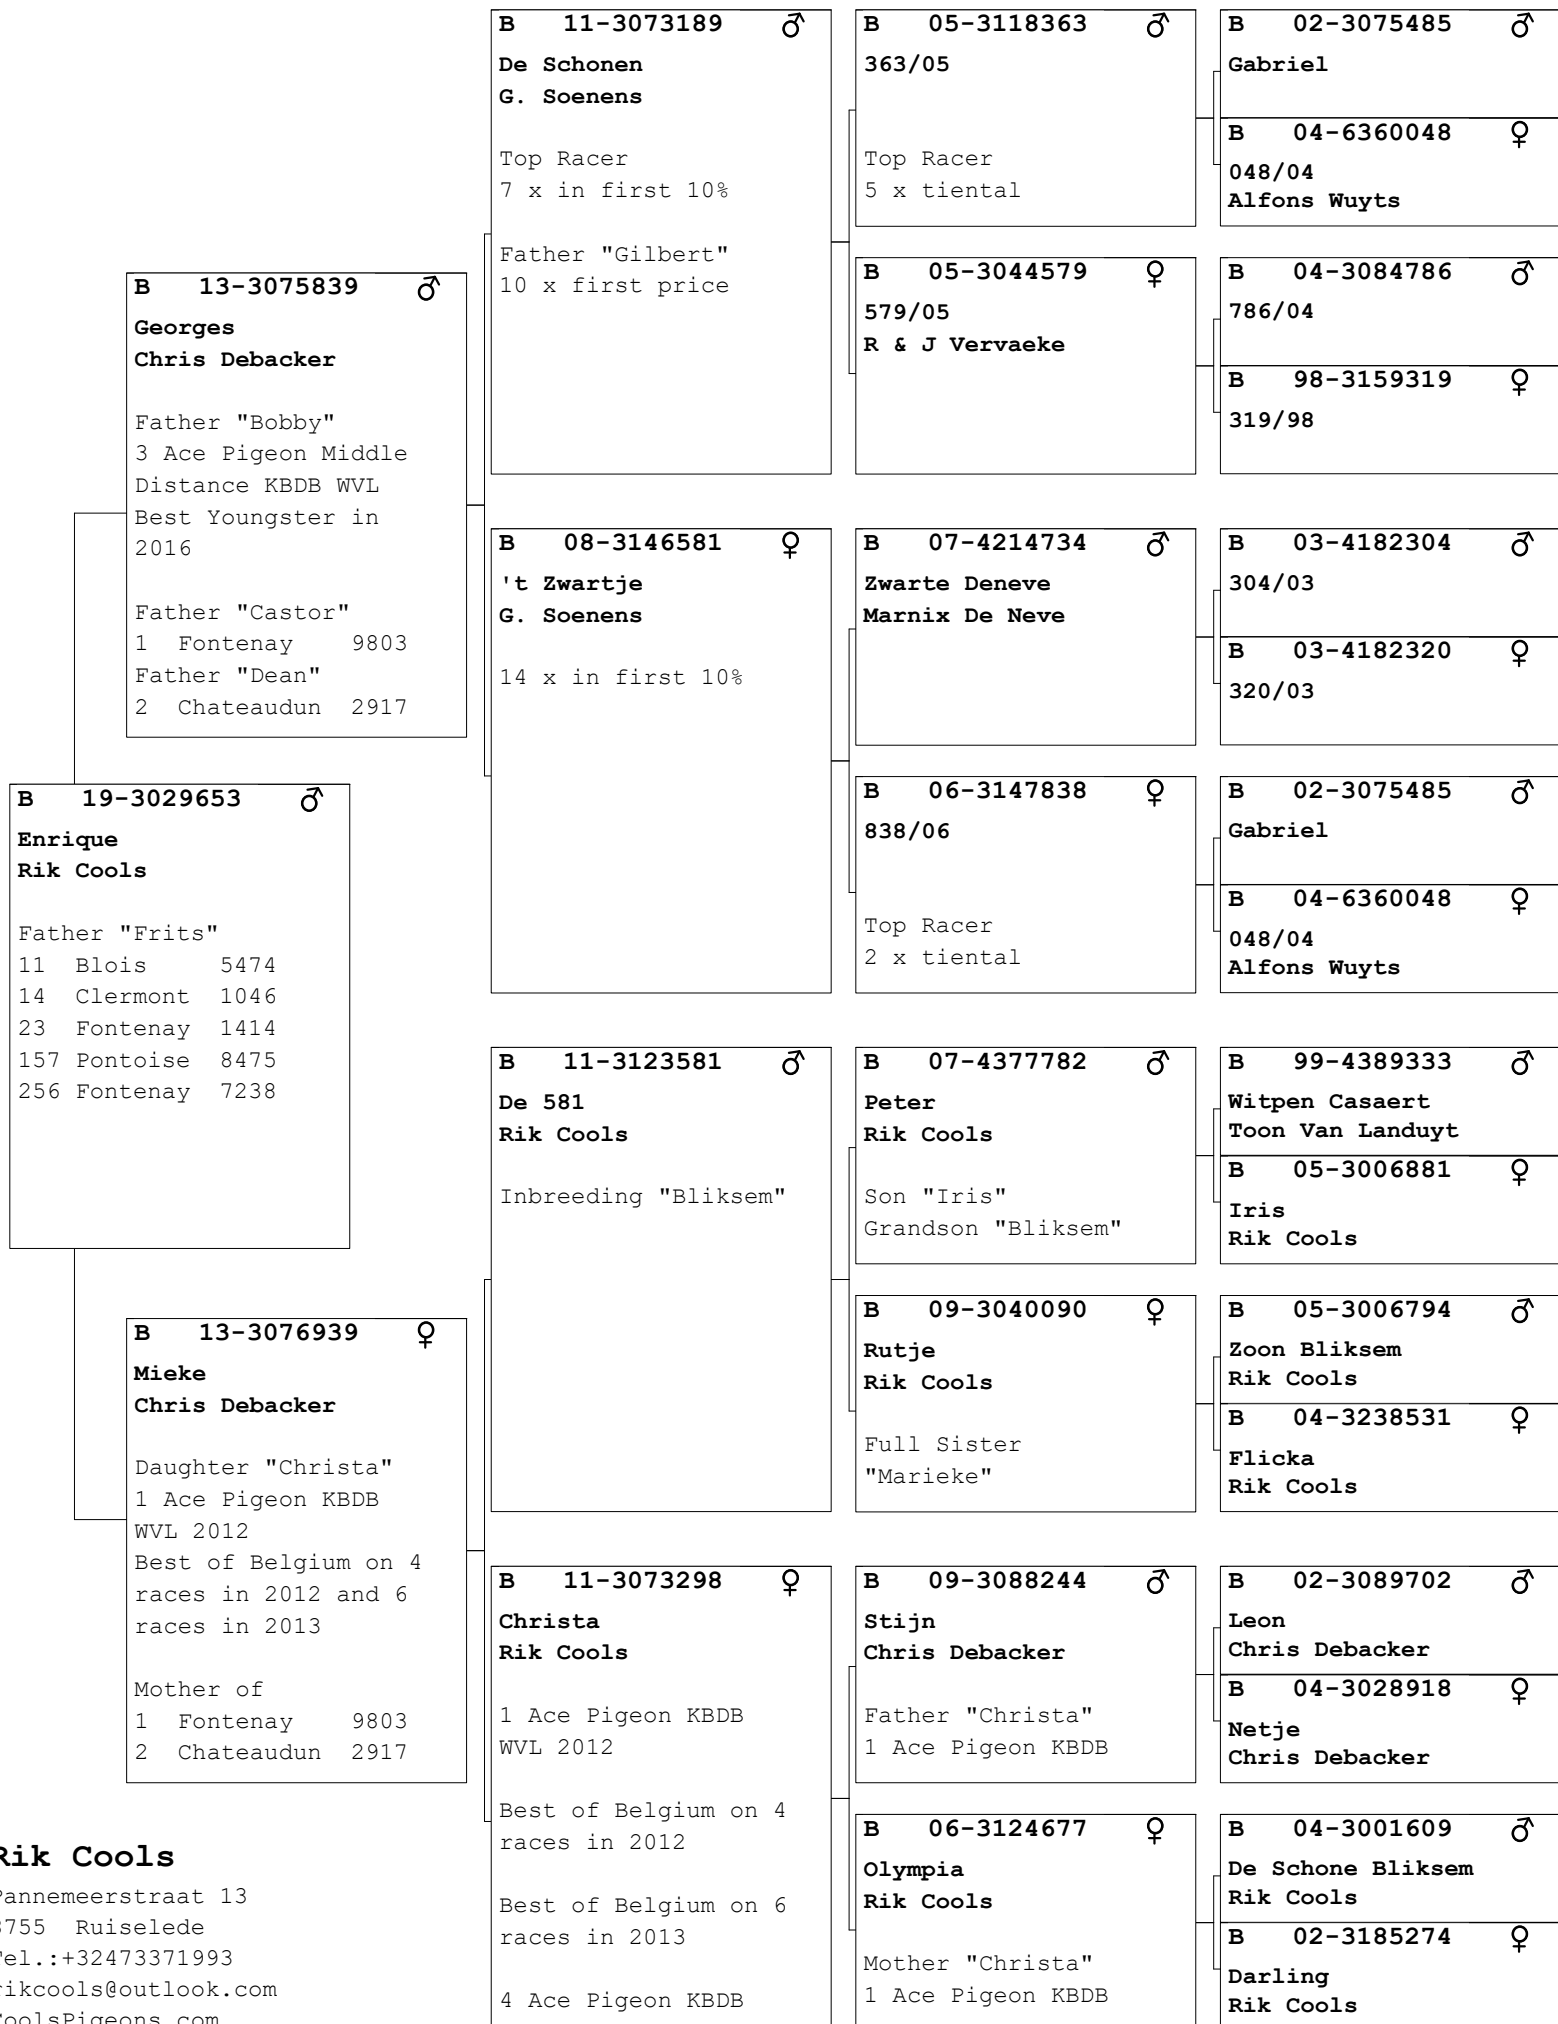 B 19-3029653 ♂
Enrique
Rik Cools
Father "Frits"
11 Blois 5474
14 Clermont 1046
23 Fontenay 1414
157 Pontoise 8475
256 Fontenay 7238
B 13-3075839 ♂
Georges
Chris Debacker
Father "Bobby"
3 Ace Pigeon Middle
Distance KBDB WVL
Best Youngster in
2016
Father "Castor"
1 Fontenay 9803
Father "Dean"
2 Chateaudun 2917
B 13-3076939 ♀
Mieke
Chris Debacker
Daughter "Christa"
1 Ace Pigeon KBDB
WVL 2012
Best of Belgium on 4
races in 2012 and 6
races in 2013
Mother of
1 Fontenay 9803
2 Chateaudun 2917
B 11-3073189 ♂
De Schonen
G. Soenens
Top Racer
7 x in first 10%
Father "Gilbert"
10 x first price
B 08-3146581 ♀
't Zwartje
G. Soenens
14 x in first 10%
B 11-3123581 ♂
De 581
Rik Cools
Inbreeding "Bliksem"
B 11-3073298 ♀
Christa
Rik Cools
1 Ace Pigeon KBDB
WVL 2012
Best of Belgium on 4
races in 2012
Best of Belgium on 6
races in 2013
4 Ace Pigeon KBDB
B 05-3118363 ♂
363/05
Top Racer
5 x tiental
B 05-3044579 ♀
579/05
R & J Vervaeke
B 07-4214734 ♂
Zwarte Deneve
Marnix De Neve
B 06-3147838 ♀
838/06
Top Racer
2 x tiental
B 07-4377782 ♂
Peter
Rik Cools
Son "Iris"
Grandson "Bliksem"
B 09-3040090 ♀
Rutje
Rik Cools
Full Sister
"Marieke"
B 09-3088244 ♂
Stijn
Chris Debacker
Father "Christa"
1 Ace Pigeon KBDB
B 06-3124677 ♀
Olympia
Rik Cools
Mother "Christa"
1 Ace Pigeon KBDB
B 02-3075485 ♂
Gabriel
B 04-6360048 ♀
048/04
Alfons Wuyts
B 04-3084786 ♂
786/04
B 98-3159319 ♀
319/98
B 03-4182304 ♂
304/03
B 03-4182320 ♀
320/03
B 02-3075485 ♂
Gabriel
B 04-6360048 ♀
048/04
Alfons Wuyts
B 99-4389333 ♂
Witpen Casaert
Toon Van Landuyt
B 05-3006881 ♀
Iris
Rik Cools
B 05-3006794 ♂
Zoon Bliksem
Rik Cools
B 04-3238531 ♀
Flicka
Rik Cools
B 02-3089702 ♂
Leon
Chris Debacker
B 04-3028918 ♀
Netje
Chris Debacker
B 04-3001609 ♂
De Schone Bliksem
Rik Cools
B 02-3185274 ♀
Darling
Rik Cools
Rik Cools
Pannemeerstraat 13
8755 Ruiselede
Tel.:+32473371993
rikcools@outlook.com
CoolsPigeons.com